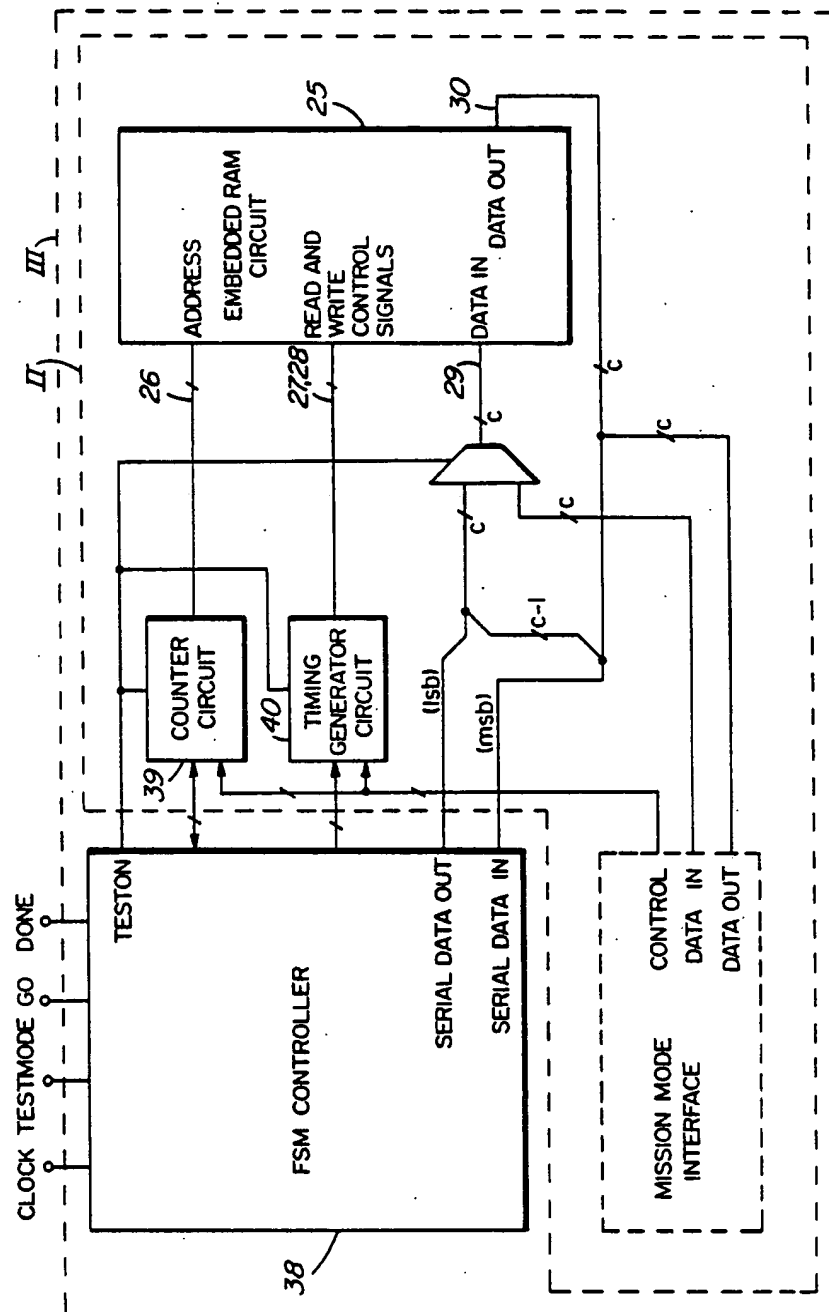 III
II
CLOCK TESTMODE GO DONE
TESTON
FSM CONTROLLER
SERIAL DATA OUT
SERIAL DATA IN
38
COUNTER
CIRCUIT
39
TIMING
GENERATOR
CIRCUIT
40
26
27,28
29
30
25
ADDRESS
EMBEDDED RAM
CIRCUIT
READ AND
WRITE
CONTROL
SIGNALS
DATA IN
DATA OUT
(lsb)
(msb)
C
C
C
C-1
C
C
MISSION MODE
INTERFACE
CONTROL
DATA IN
DATA OUT